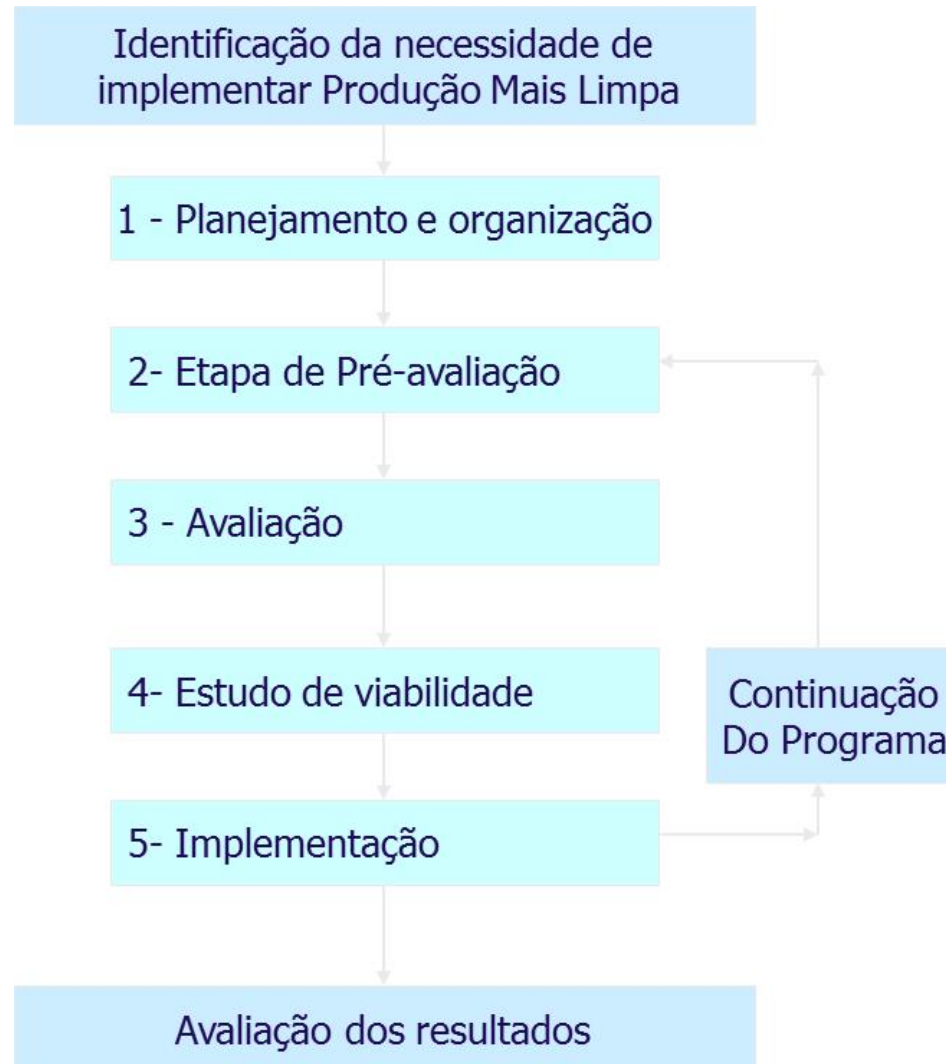 Identificação da necessidade de
implementar Produção Mais Limpa
1 - Planejamento e organização
2- Etapa de Pré-avaliação
3 - Avaliação
4- Estudo de viabilidade
Continuação
Do Programa
5- Implementação
Avaliação dos resultados